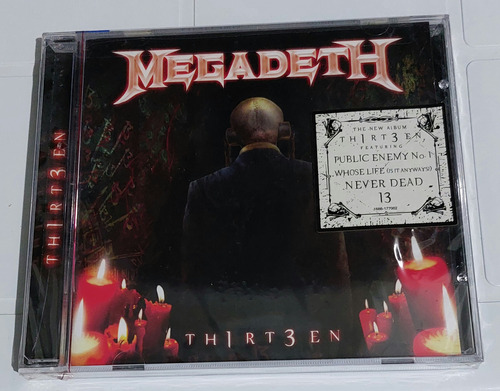 MEGADETH
TH1RT3EN
THE NEW ALBUM
TH1RT3EN
FEATURING
PUBLIC ENEMY No. 1
WHOSE LIFE (IS IT ANYWAYS?)
NEVER DEAD
13
TH1RT3EN